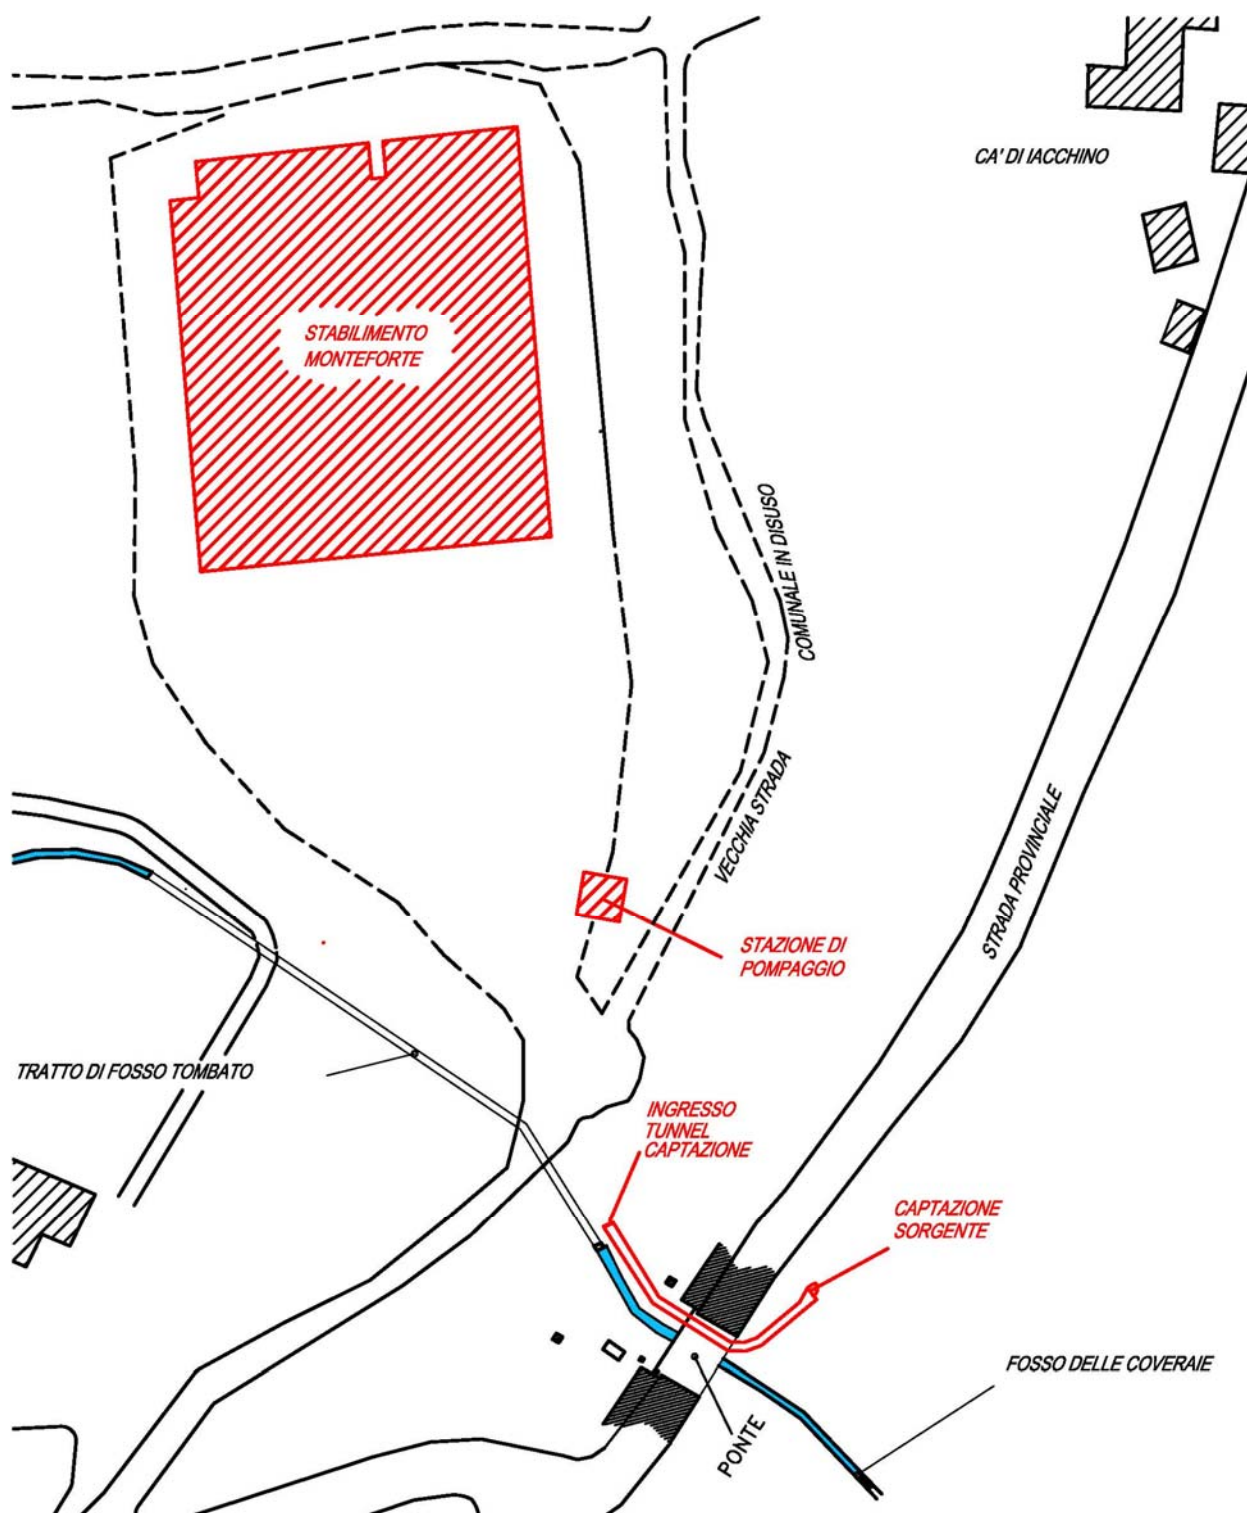 CA' DI IACCHINO
STABILIMENTO
MONTEFORTE
COMUNALE IN DISUSO
VECCHIA STRADA
STRADA PROVINCIALE
STAZIONE DI
POMPAGGIO
TRATTO DI FOSSO TOMBATO
INGRESSO
TUNNEL
CAPTAZIONE
CAPTAZIONE
SORGENTE
FOSSO DELLE COVERAIE
PONTE